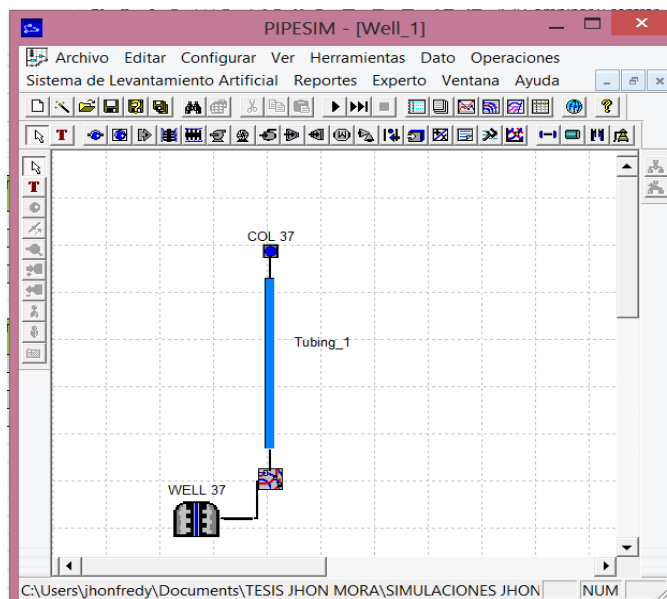 PIPESIM - [Well_1]
Archivo Editar Configurar Ver Herramientas Dato Operaciones
Sistema de Levantamiento Artificial Reportes Experto Ventana Ayuda
T
T
COL 37
Tubing_1
WELL 37
C:\Users\jhonfredy\Documents\TESIS JHON MORA\SIMULACIONES JHON NUM